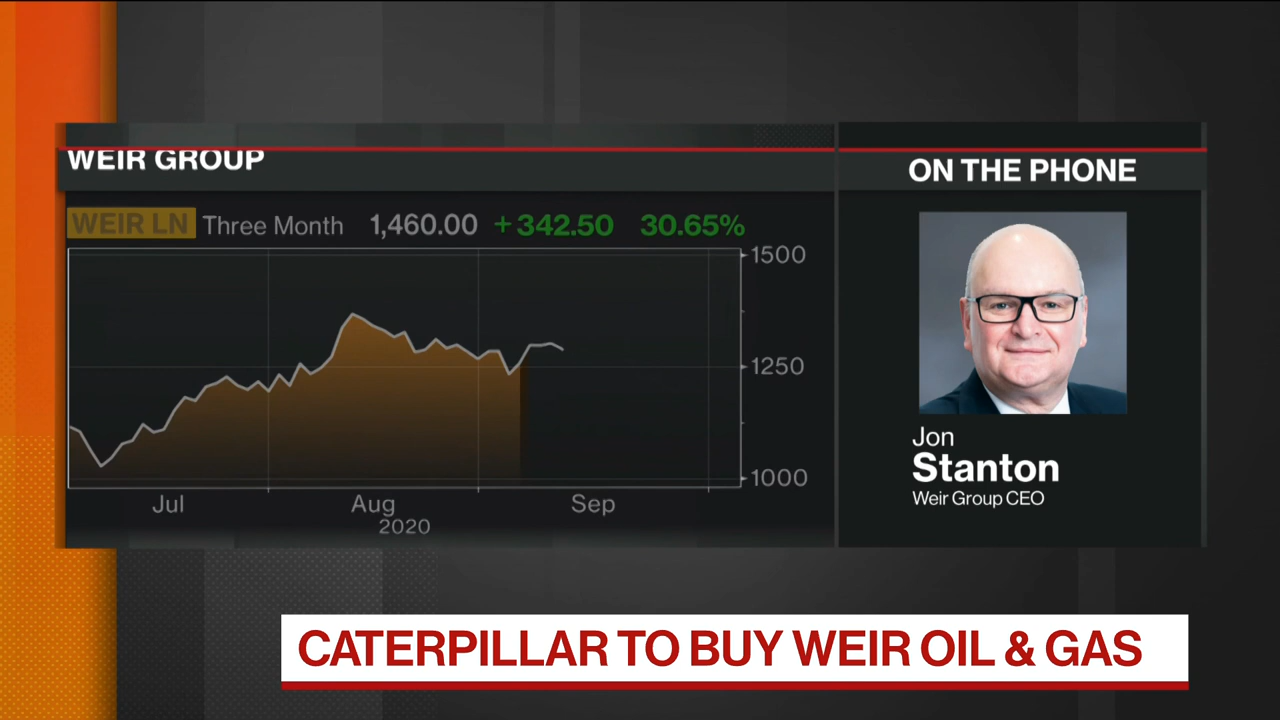 WEIR GROUP
WEIR LN Three Month 1,460.00 +342.50 30.65%
1500
1250
1000
Jul Aug Sep
2020
ON THE PHONE
Jon
Stanton
Weir Group CEO
CATERPILLAR TO BUY WEIR OIL & GAS